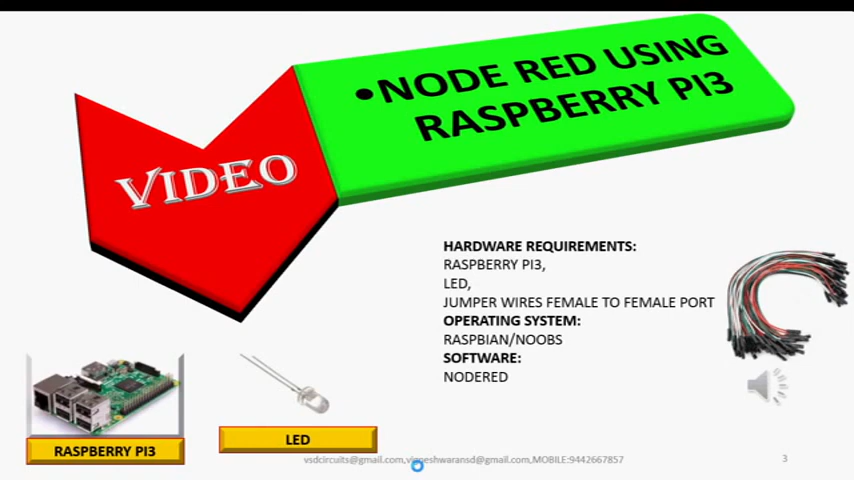 •NODE RED USING
RASPBERRY PI3
VIDEO
HARDWARE REQUIREMENTS:
RASPBERRY PI3,
LED,
JUMPER WIRES FEMALE TO FEMALE PORT
OPERATING SYSTEM:
RASPBIAN/NOOBS
SOFTWARE:
NODERED
RASPBERRY PI3
LED
vsdcircuits@gmail.com,vigneshwaransd@gmail.com,MOBILE:9442667857
3